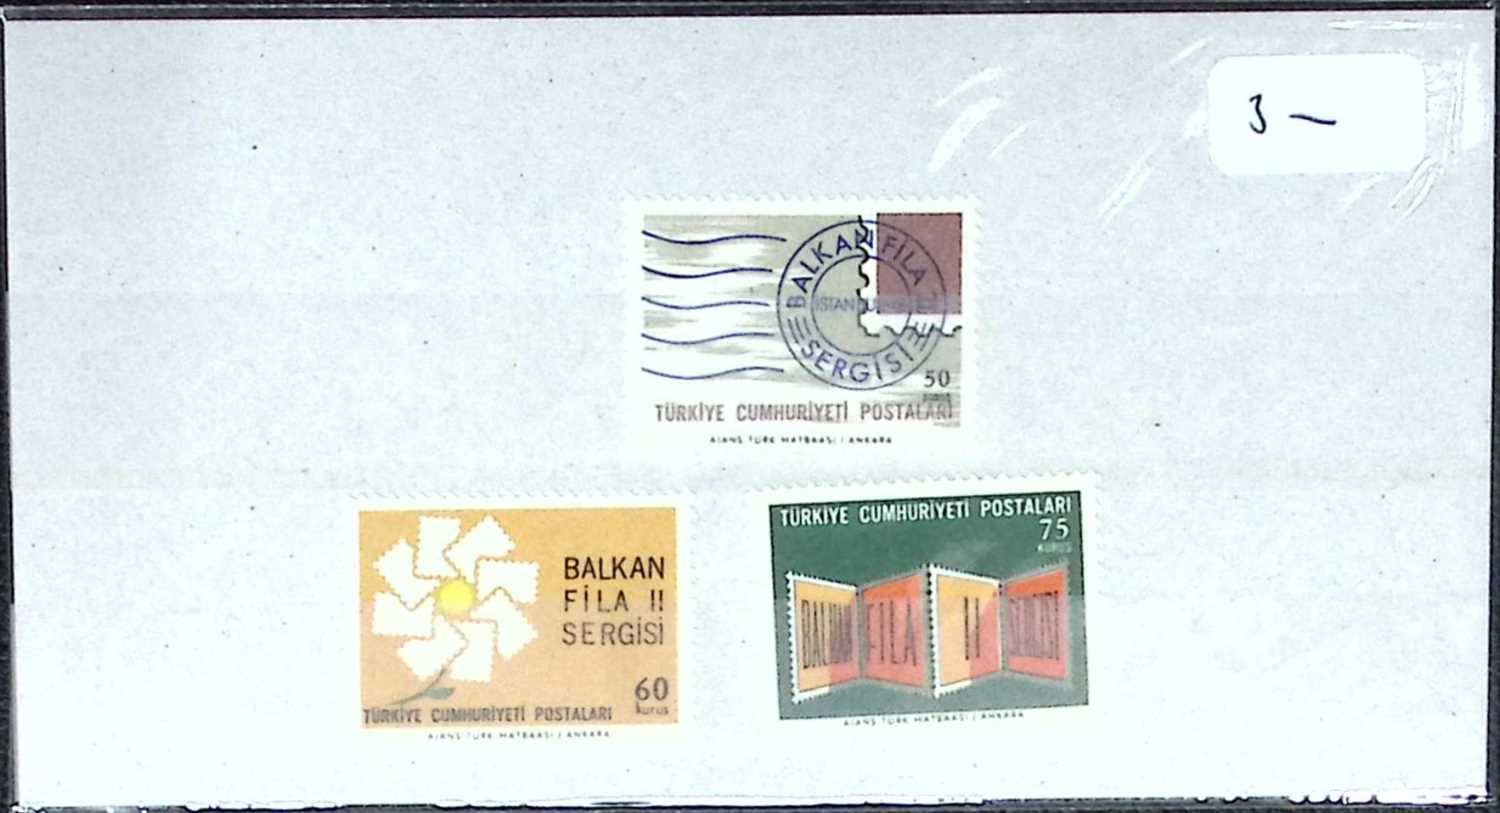 3 –
BALKAN FİLA
İSTANBUL
SERGİSİ
50
TÜRKİYE CUMHURİYETİ POSTALARI
AJANS TÜRK MATBAASI / ANKARA
BALKAN
FİLA II
SERGİSİ
60
kuruş
TÜRKİYE CUMHURİYETİ POSTALARI
AJANS TÜRK MATBAASI / ANKARA
TÜRKİYE CUMHURİYETİ POSTALARI
75
KURUŞ
BALKAN FİLA II SERGİSİ
AJANS TÜRK MATBAASI / ANKARA